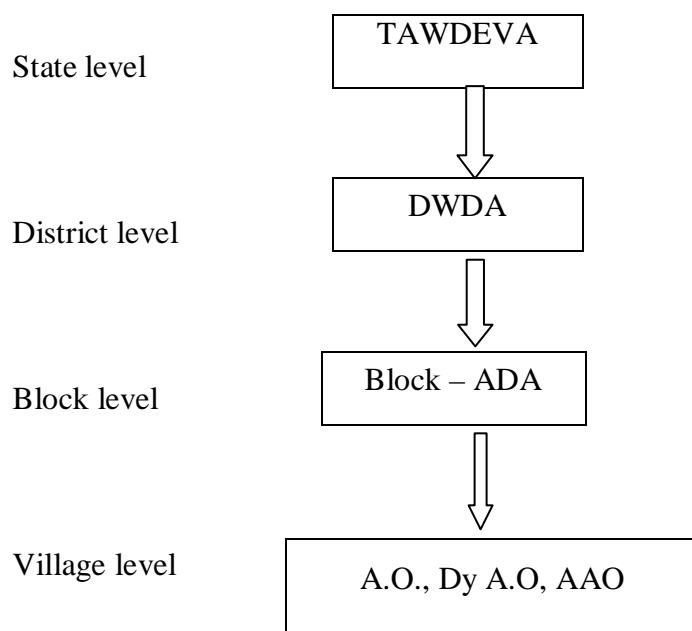 TAWDEVA
State level
DWDA
District level
Block – ADA
Block level
Village level
A.O., Dy A.O, AAO